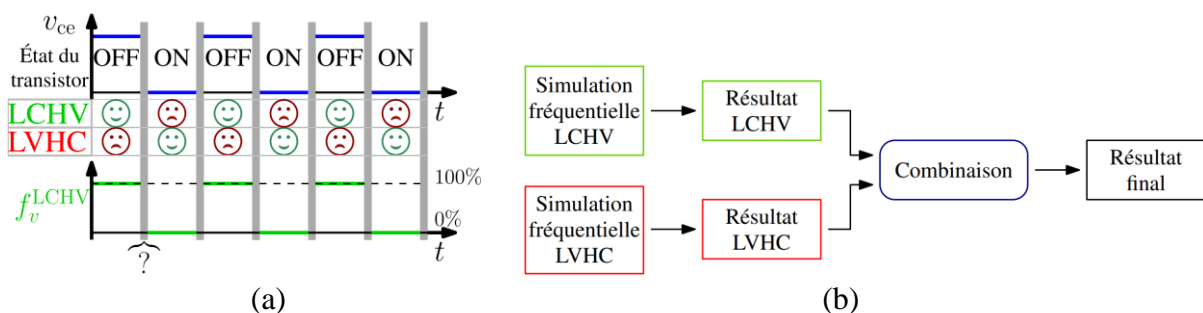 v_ce
État du
transistor
OFF ON OFF ON OFF ON
t
LCHV
LVHC
f_v^LCHV
100%
0%
t
?
(a)
Simulation
fréquentielle
LCHV
Résultat
LCHV
Simulation
fréquentielle
LVHC
Résultat
LVHC
Combinaison
Résultat
final
(b)